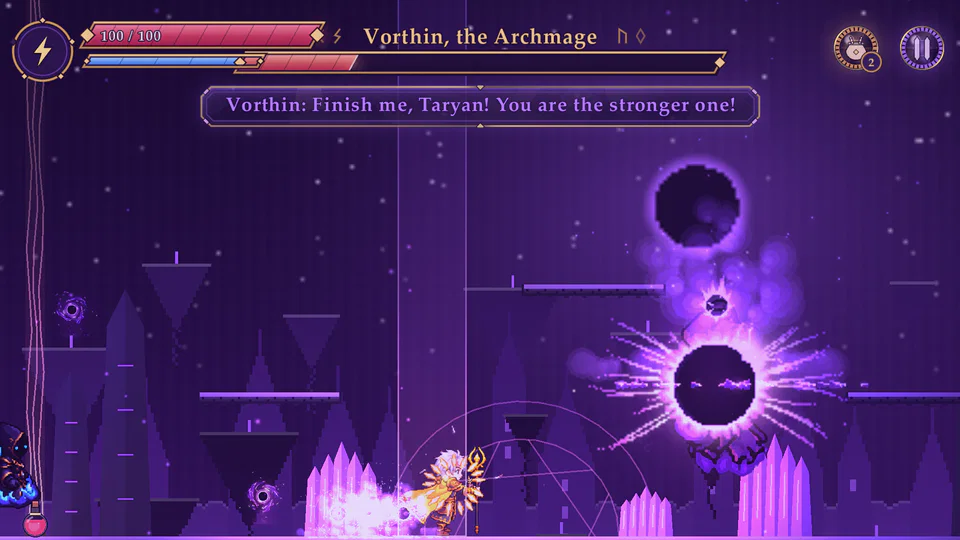 100 / 100
Vorthin, the Archmage
2
Vorthin: Finish me, Taryan! You are the stronger one!